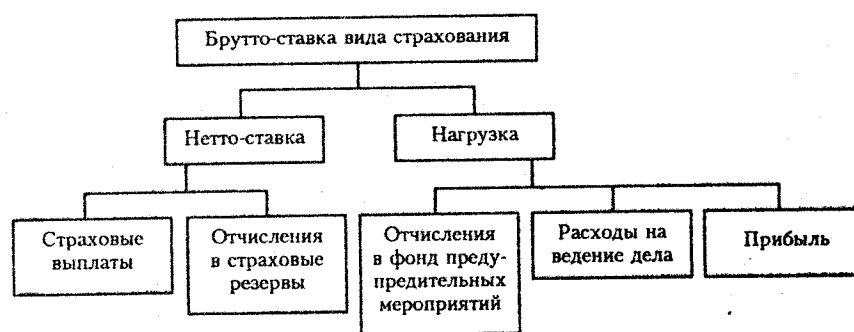 Брутто-ставка вида страхования
Нетто-ставка
Нагрузка
Страховые
выплаты
Отчисления
в страховые
резервы
Отчисления
в фонд преду-
предительных
мероприятий
Расходы на
ведение дела
Прибыль